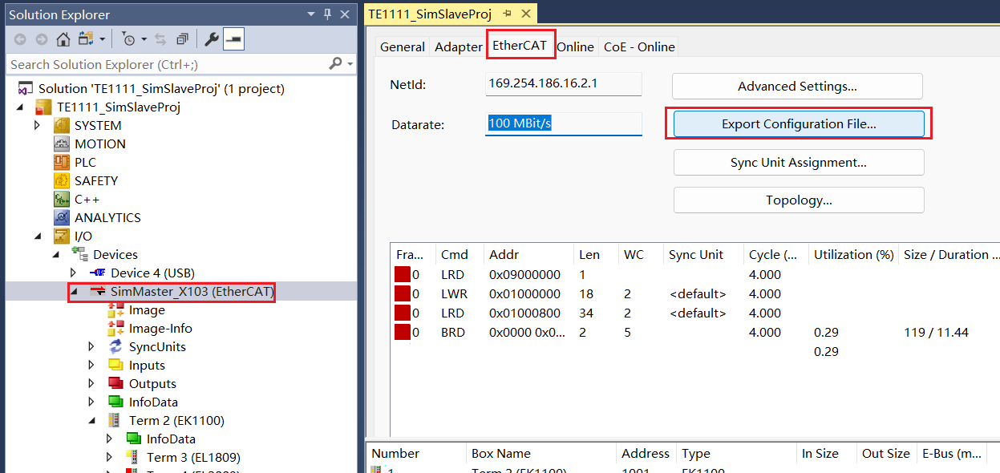 Solution Explorer
Search Solution Explorer (Ctrl+;)
Solution 'TE1111_SimSlaveProj' (1 project)
TE1111_SimSlaveProj
SYSTEM
MOTION
PLC
SAFETY
C++
ANALYTICS
I/O
Devices
Device 4 (USB)
SimMaster_X103 (EtherCAT)
Image
Image-Info
SyncUnits
Inputs
Outputs
InfoData
Term 2 (EK1100)
InfoData
Term 3 (EL1809)
TE1111_SimSlaveProj
General Adapter EtherCAT Online CoE - Online
NetId: 169.254.186.16.2.1 Advanced Settings...
Datarate: 100 MBit/s Export Configuration File...
Sync Unit Assignment...
Topology...
Fra... Cmd Addr Len WC Sync Unit Cycle (... Utilization (%) Size / Duration ...
0 LRD 0x09000000 1 4.000
0 LWR 0x01000000 18 2 <default> 4.000
0 LRD 0x01000800 34 2 <default> 4.000
0 BRD 0x0000 0x0... 2 5 4.000 0.29 119 / 11.44
0.29
Number Box Name Address Type In Size Out Size E-Bus (m...
1 Term 2 (EK1100) 1001 EK1100